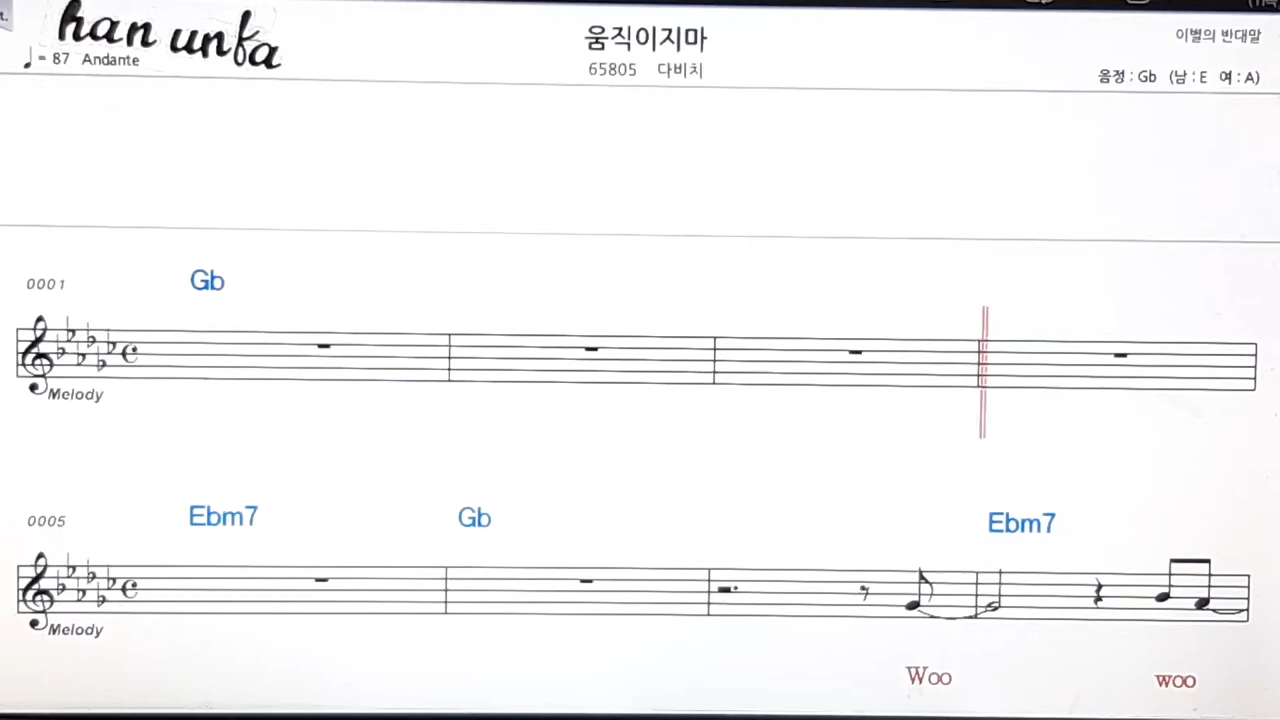 han unfa
♩ = 87 Andante
움직이지마
65805 다비치
이별의 반대말
음정 : Gb (남 : E 여 : A)
0001
Gb
Melody
0005
Ebm7 Gb Ebm7
Melody
Woo woo